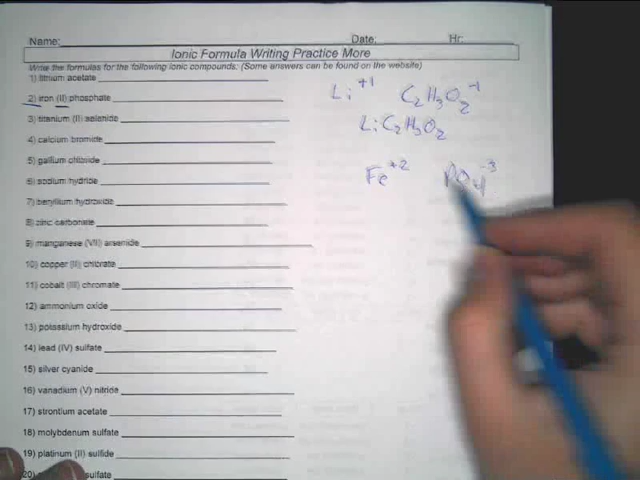 Name: Date: Hr:
Ionic Formula Writing Practice More
Write the formulas for the following ionic compounds: (Some answers can be found on the website)
1) lithium acetate
2) iron (II) phosphate
3) titanium (II) selenide
4) calcium bromide
5) gallium chloride
6) sodium hydride
7) beryllium hydroxide
8) zinc carbonate
9) manganese (VII) arsenide
10) copper (II) chlorate
11) cobalt (III) chromate
12) ammonium oxide
13) potassium hydroxide
14) lead (IV) sulfate
15) silver cyanide
16) vanadium (V) nitride
17) strontium acetate
18) molybdenum sulfate
19) platinum (II) sulfide
20) sulfate
Li+1 C2H3O2-1
LiC2H3O2
Fe+2 PO4-3